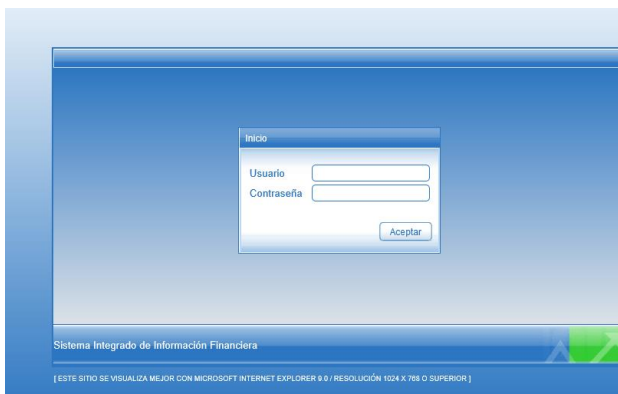 Inicio
Usuario
Contraseña
Aceptar
Sistema Integrado de Información Financiera
[ ESTE SITIO SE VISUALIZA MEJOR CON MICROSOFT INTERNET EXPLORER 9.0 / RESOLUCIÓN 1024 X 768 O SUPERIOR ]